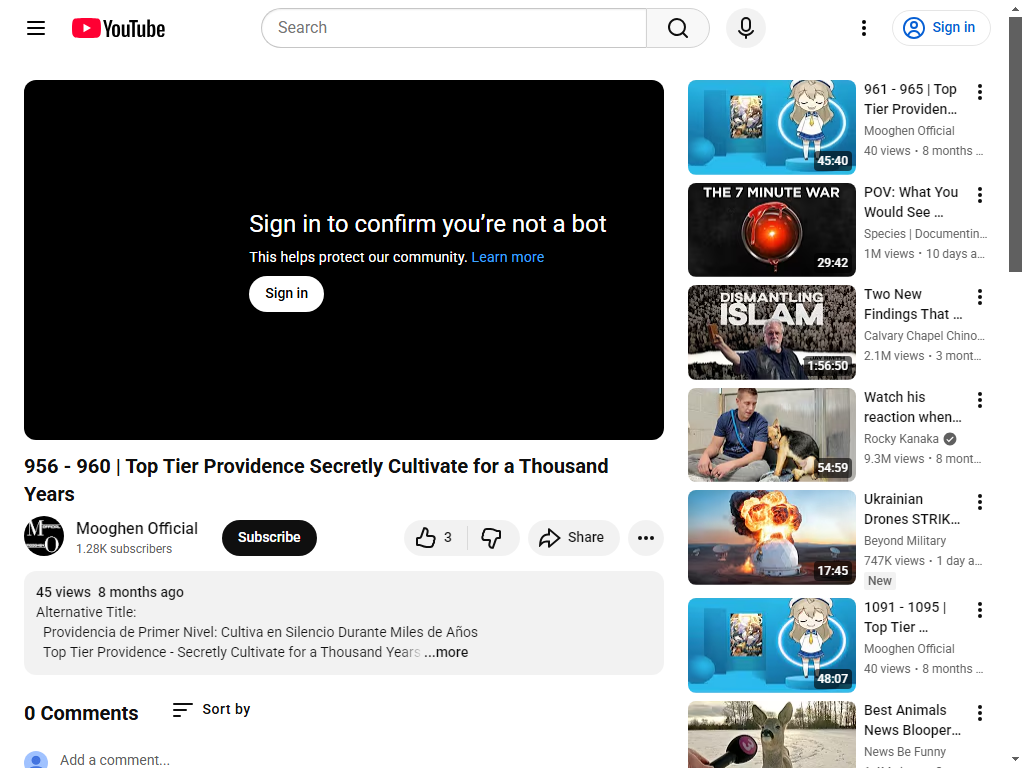 YouTube
Search
Sign in
Sign in to confirm you’re not a bot
This helps protect our community. Learn more
Sign in
956 - 960 | Top Tier Providence Secretly Cultivate for a Thousand
Years
Mooghen Official
1.28K subscribers
Subscribe
3
Share
45 views 8 months ago
Alternative Title:
Providencia de Primer Nivel: Cultiva en Silencio Durante Miles de Años
Top Tier Providence - Secretly Cultivate for a Thousand Years ...more
0 Comments
Sort by
Add a comment...
45:40
961 - 965 | Top
Tier Providen...
Mooghen Official
40 views • 8 months ...
THE 7 MINUTE WAR
29:42
POV: What You
Would See ...
Species | Documentin...
1M views • 10 days a...
DISMANTLING
ISLAM
1:56:50
Two New
Findings That ...
Calvary Chapel Chino...
2.1M views • 3 mont...
54:59
Watch his
reaction when...
Rocky Kanaka
9.3M views • 8 mont...
17:45
Ukrainian
Drones STRIK...
Beyond Military
747K views • 1 day a...
New
48:07
1091 - 1095 |
Top Tier ...
Mooghen Official
40 views • 8 months ...
Best Animals
News Blooper...
News Be Funny